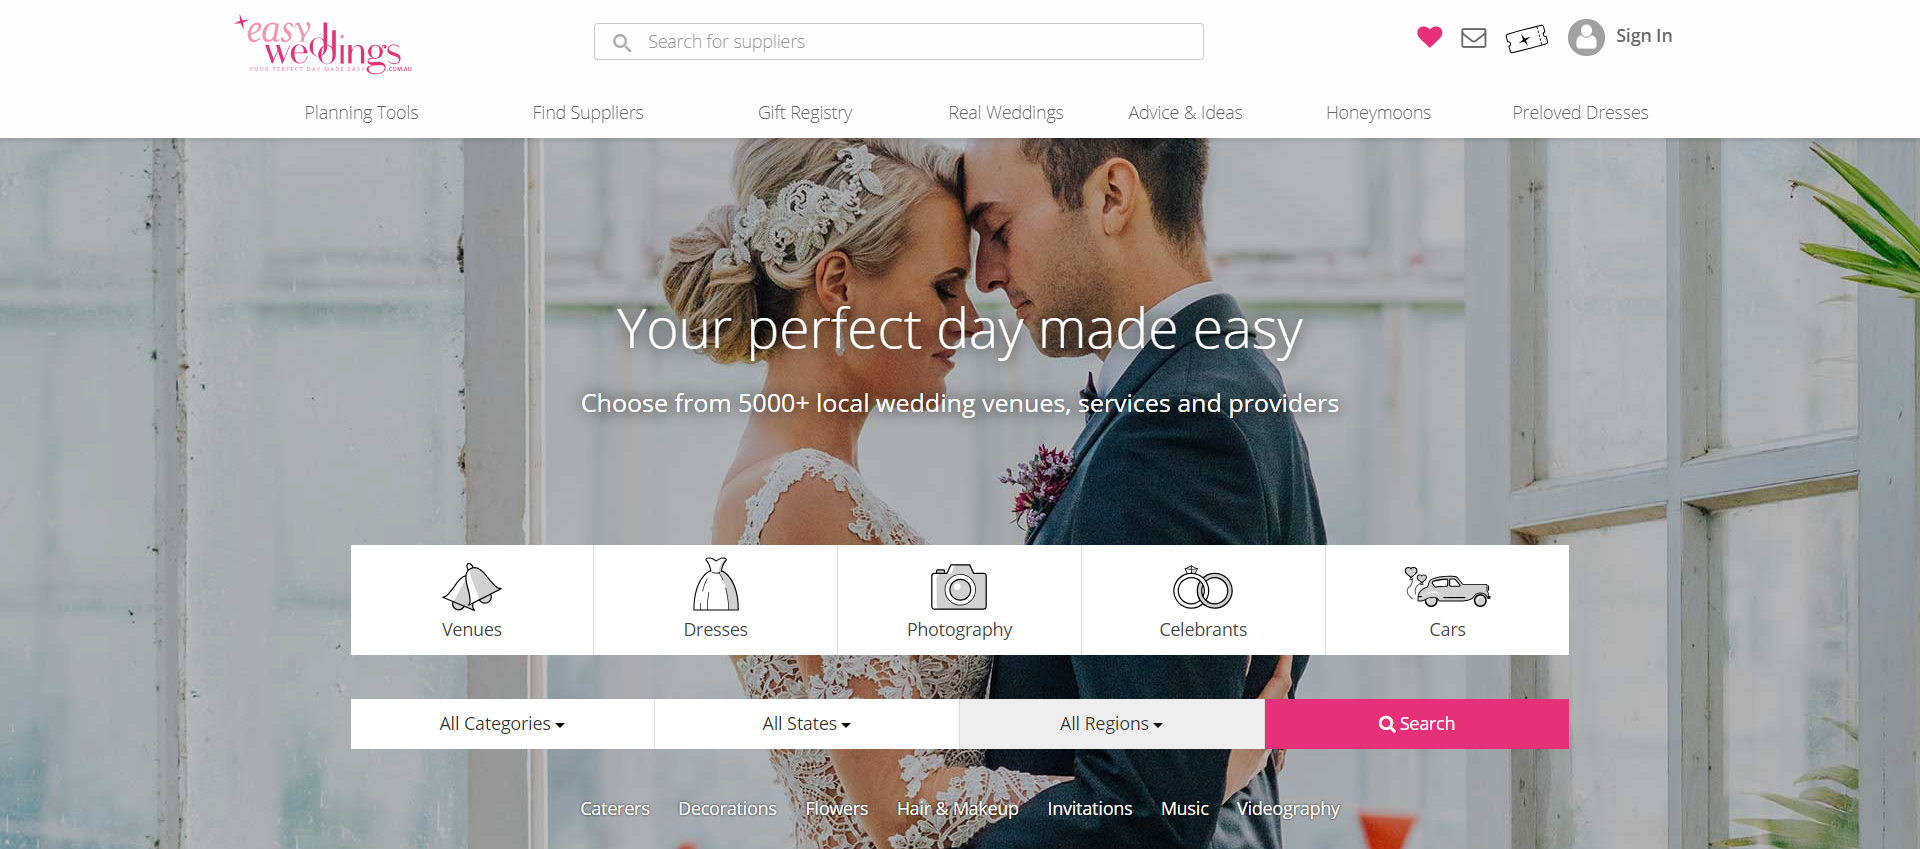 easy
weddings
YOUR PERFECT DAY MADE EASY .COM.AU
Search for suppliers
Sign In
Planning Tools
Find Suppliers
Gift Registry
Real Weddings
Advice & Ideas
Honeymoons
Preloved Dresses
Your perfect day made easy
Choose from 5000+ local wedding venues, services and providers
Venues
Dresses
Photography
Celebrants
Cars
All Categories
All States
All Regions
Search
Caterers
Decorations
Flowers
Hair & Makeup
Invitations
Music
Videography